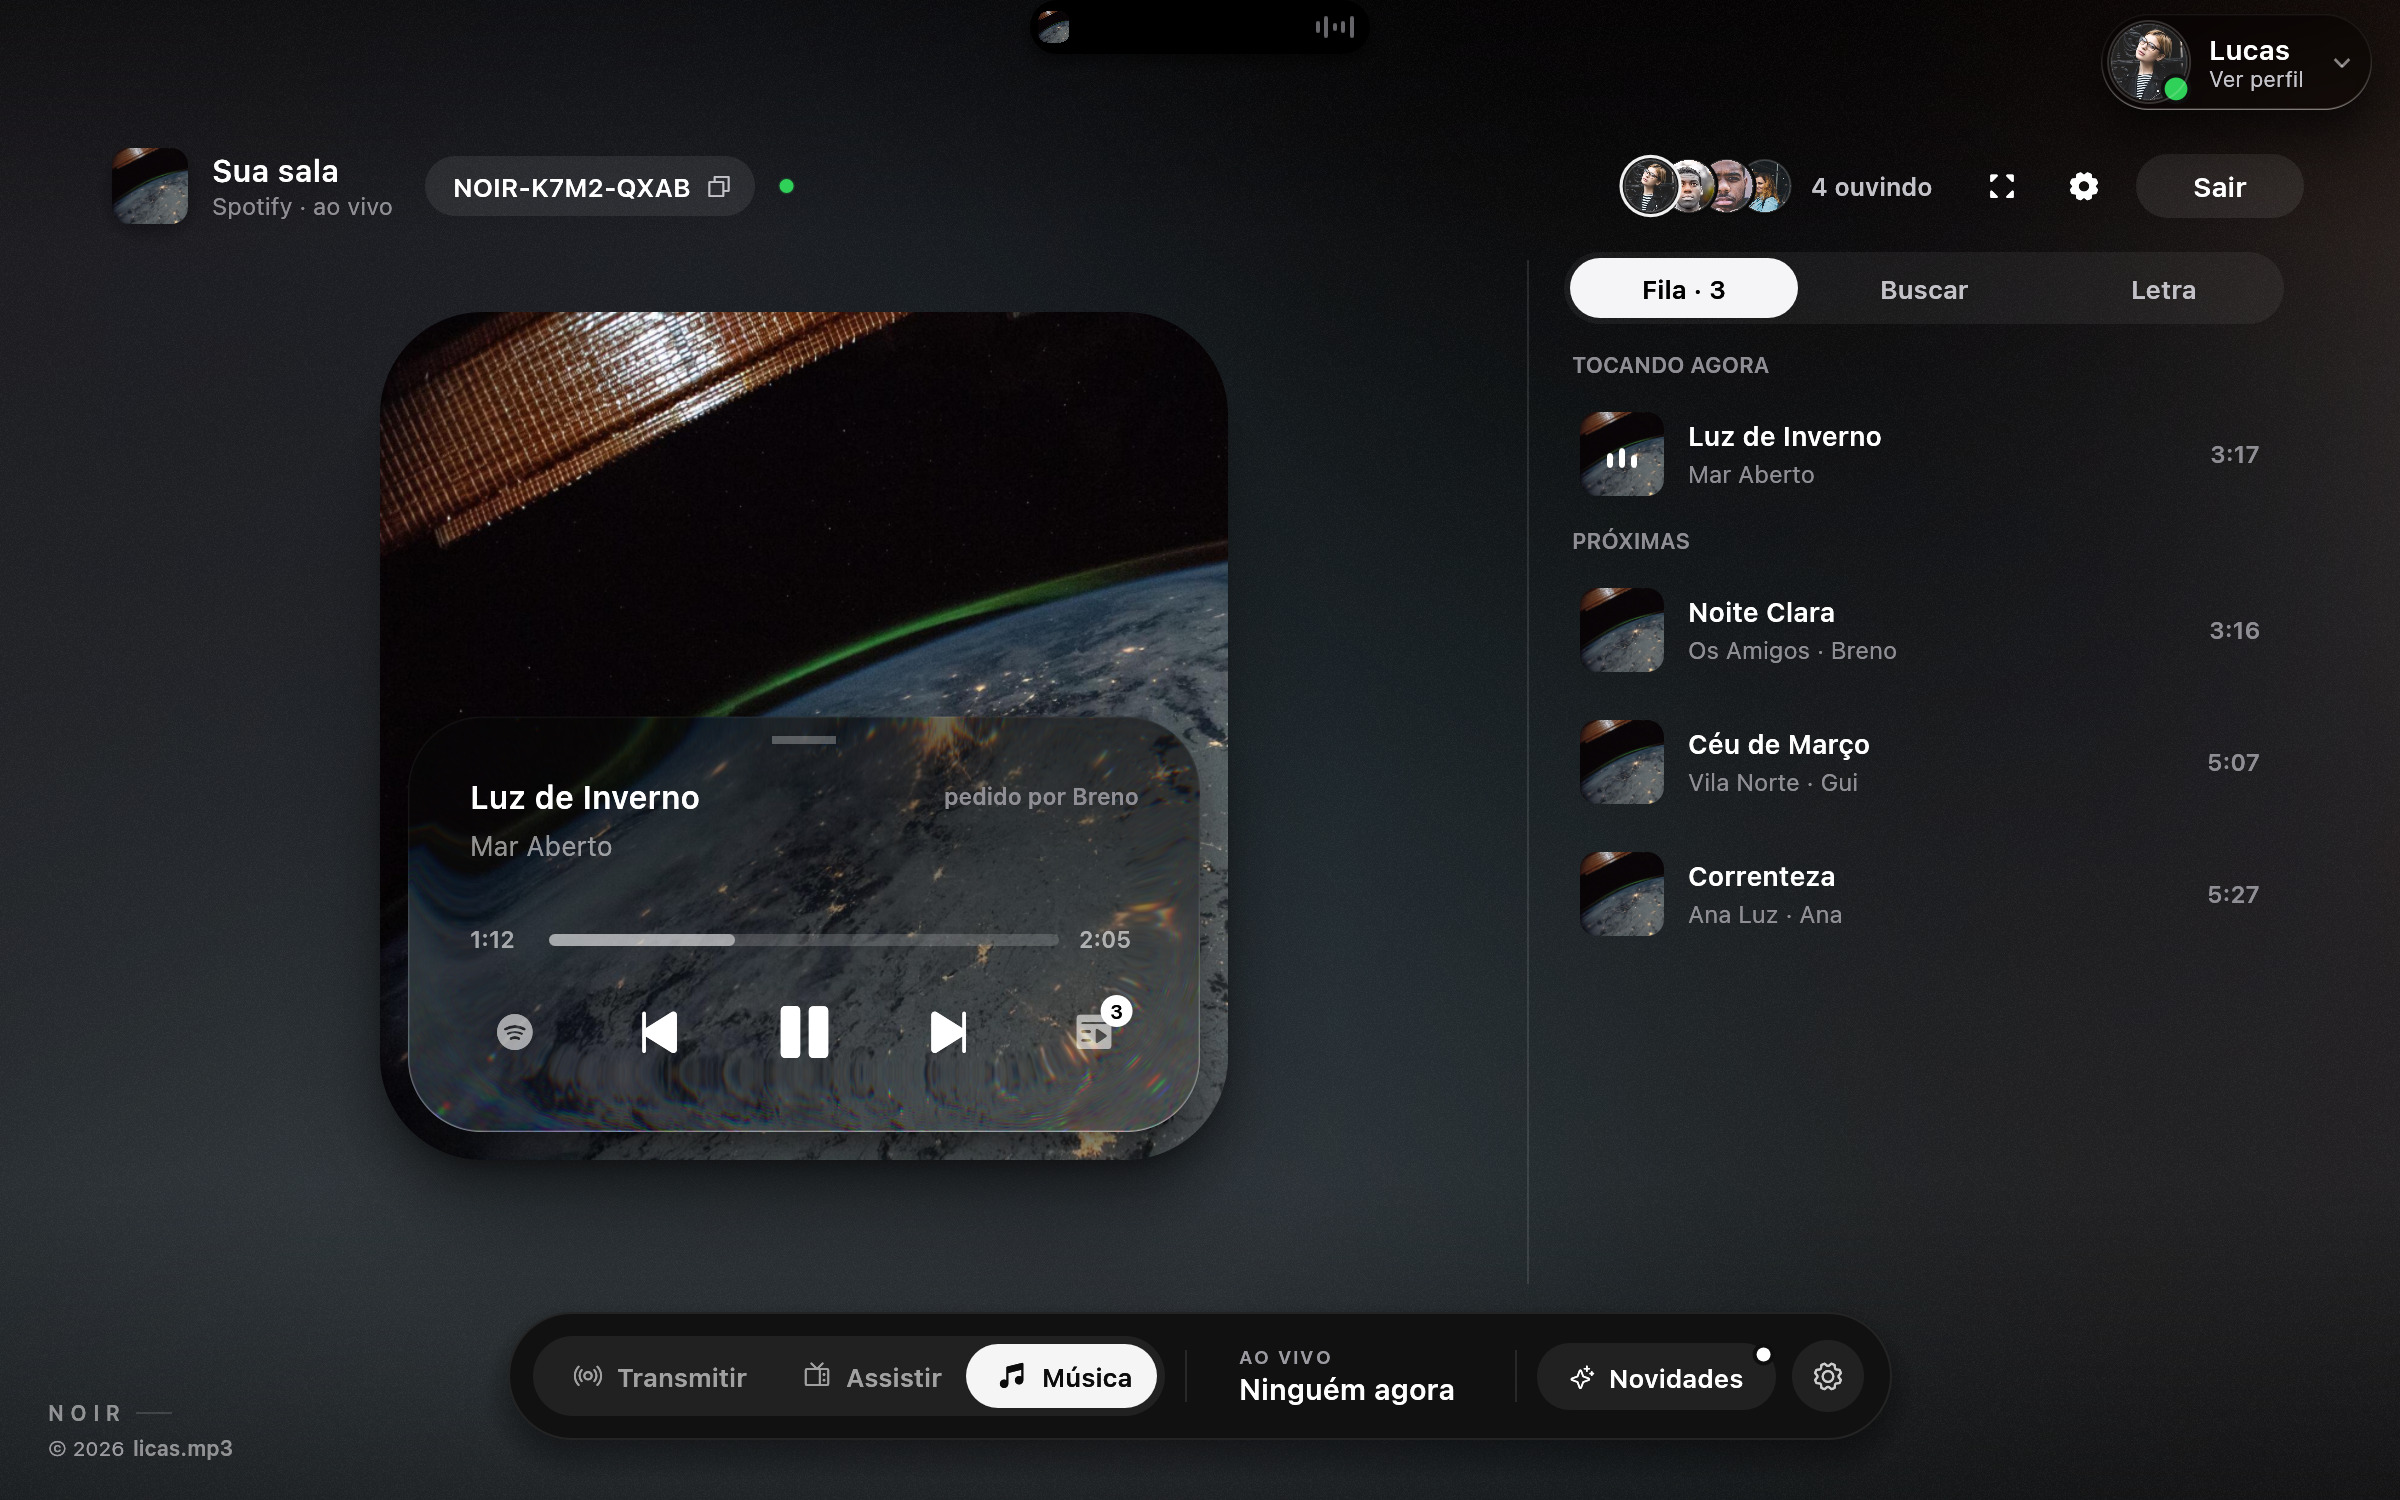 Lucas
Ver perfil
Sua sala
Spotify · ao vivo
NOIR-K7M2-QXAB
4 ouvindo
Sair
Fila · 3
Buscar
Letra
TOCANDO AGORA
Luz de Inverno
Mar Aberto
3:17
PRÓXIMAS
Noite Clara
Os Amigos · Breno
3:16
Céu de Março
Vila Norte · Gui
5:07
Correnteza
Ana Luz · Ana
5:27
Luz de Inverno
pedido por Breno
Mar Aberto
1:12
2:05
3
Transmitir
Assistir
Música
AO VIVO
Ninguém agora
Novidades
NOIR
© 2026 licas.mp3